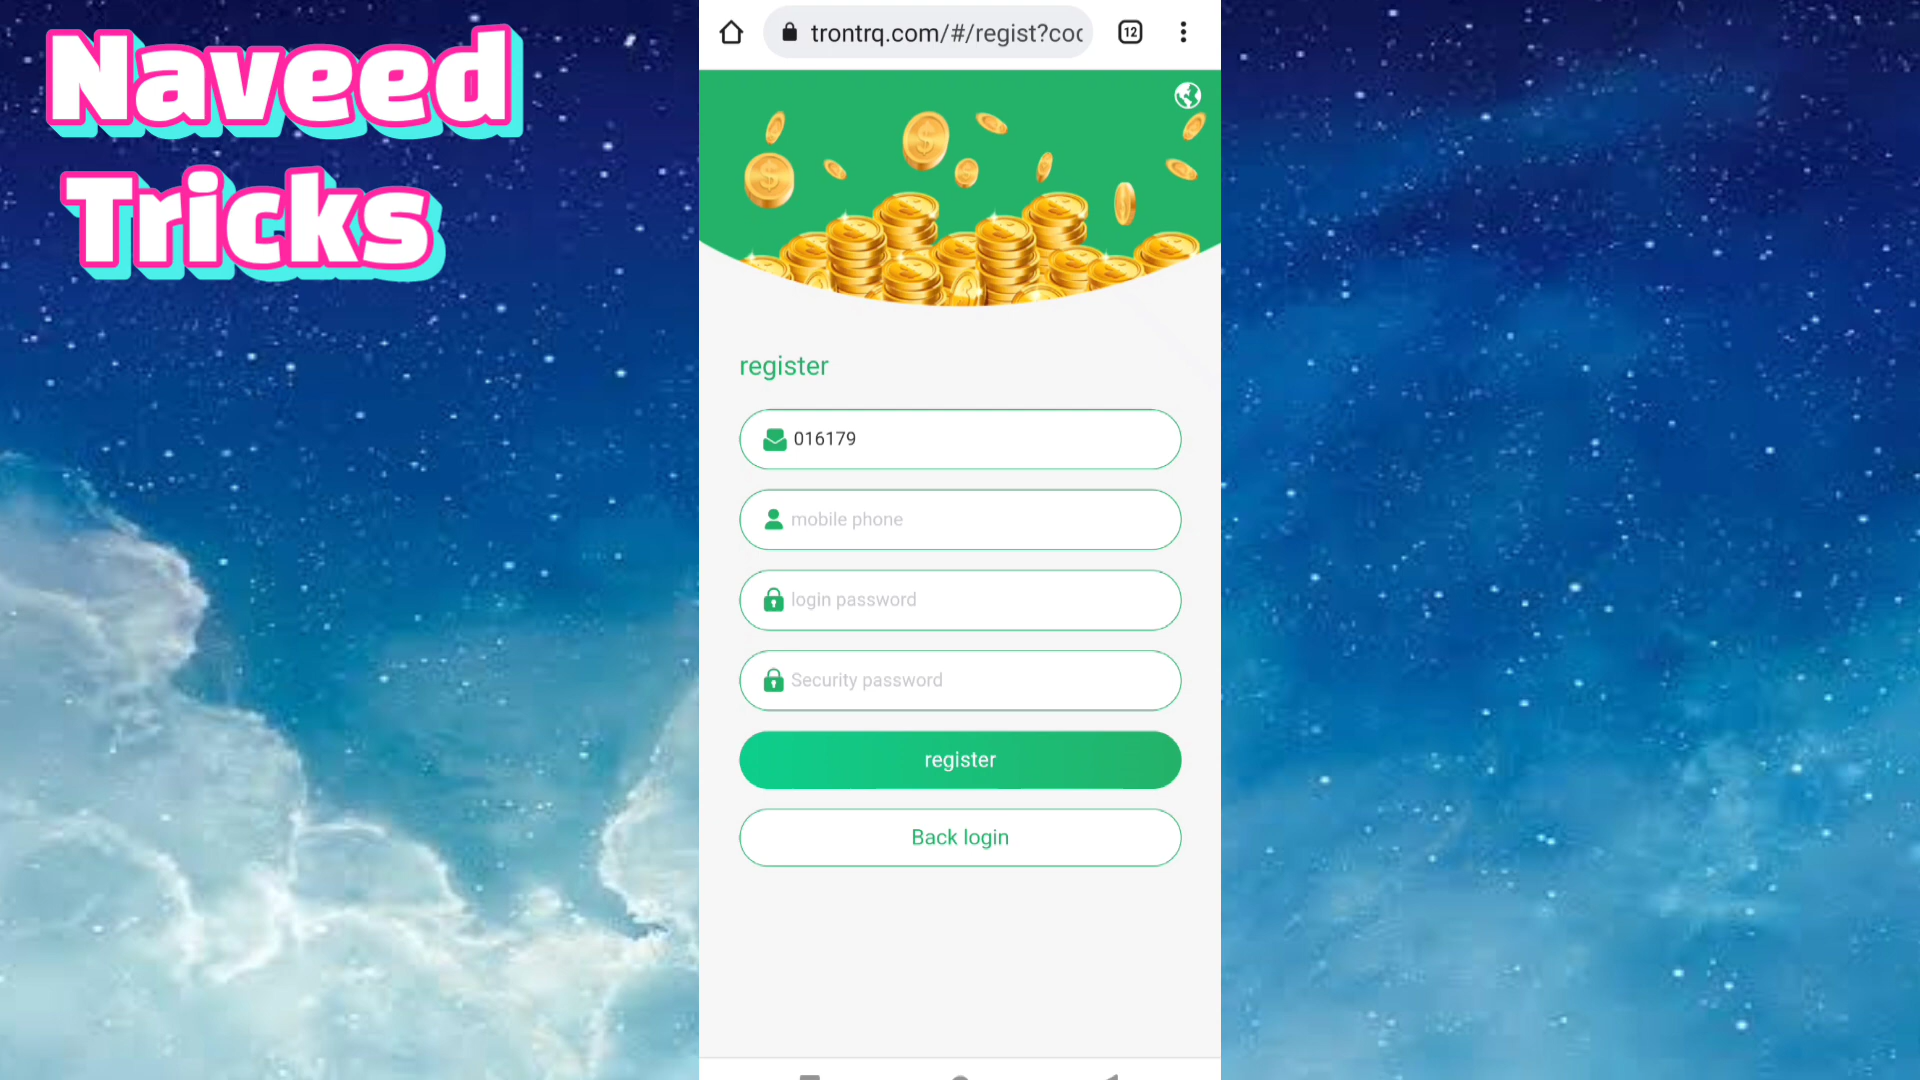 Naveed
Tricks
trontrq.com/#/regist?coc
12
register
016179
mobile phone
login password
Security password
register
Back login